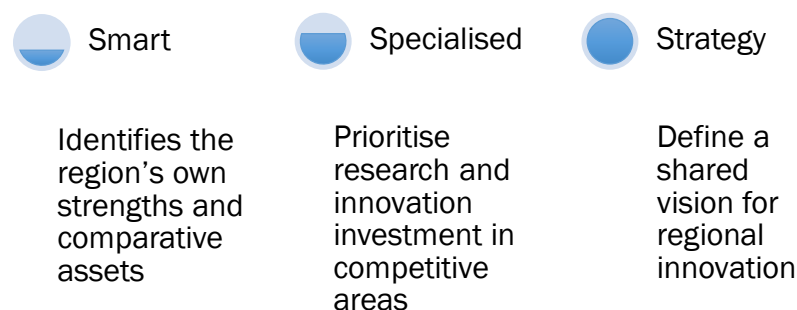 Smart
Identifies the
region's own
strengths and
comparative
assets
Specialised
Prioritise
research and
innovation
investment in
competitive
areas
Strategy
Define a
shared
vision for
regional
innovation